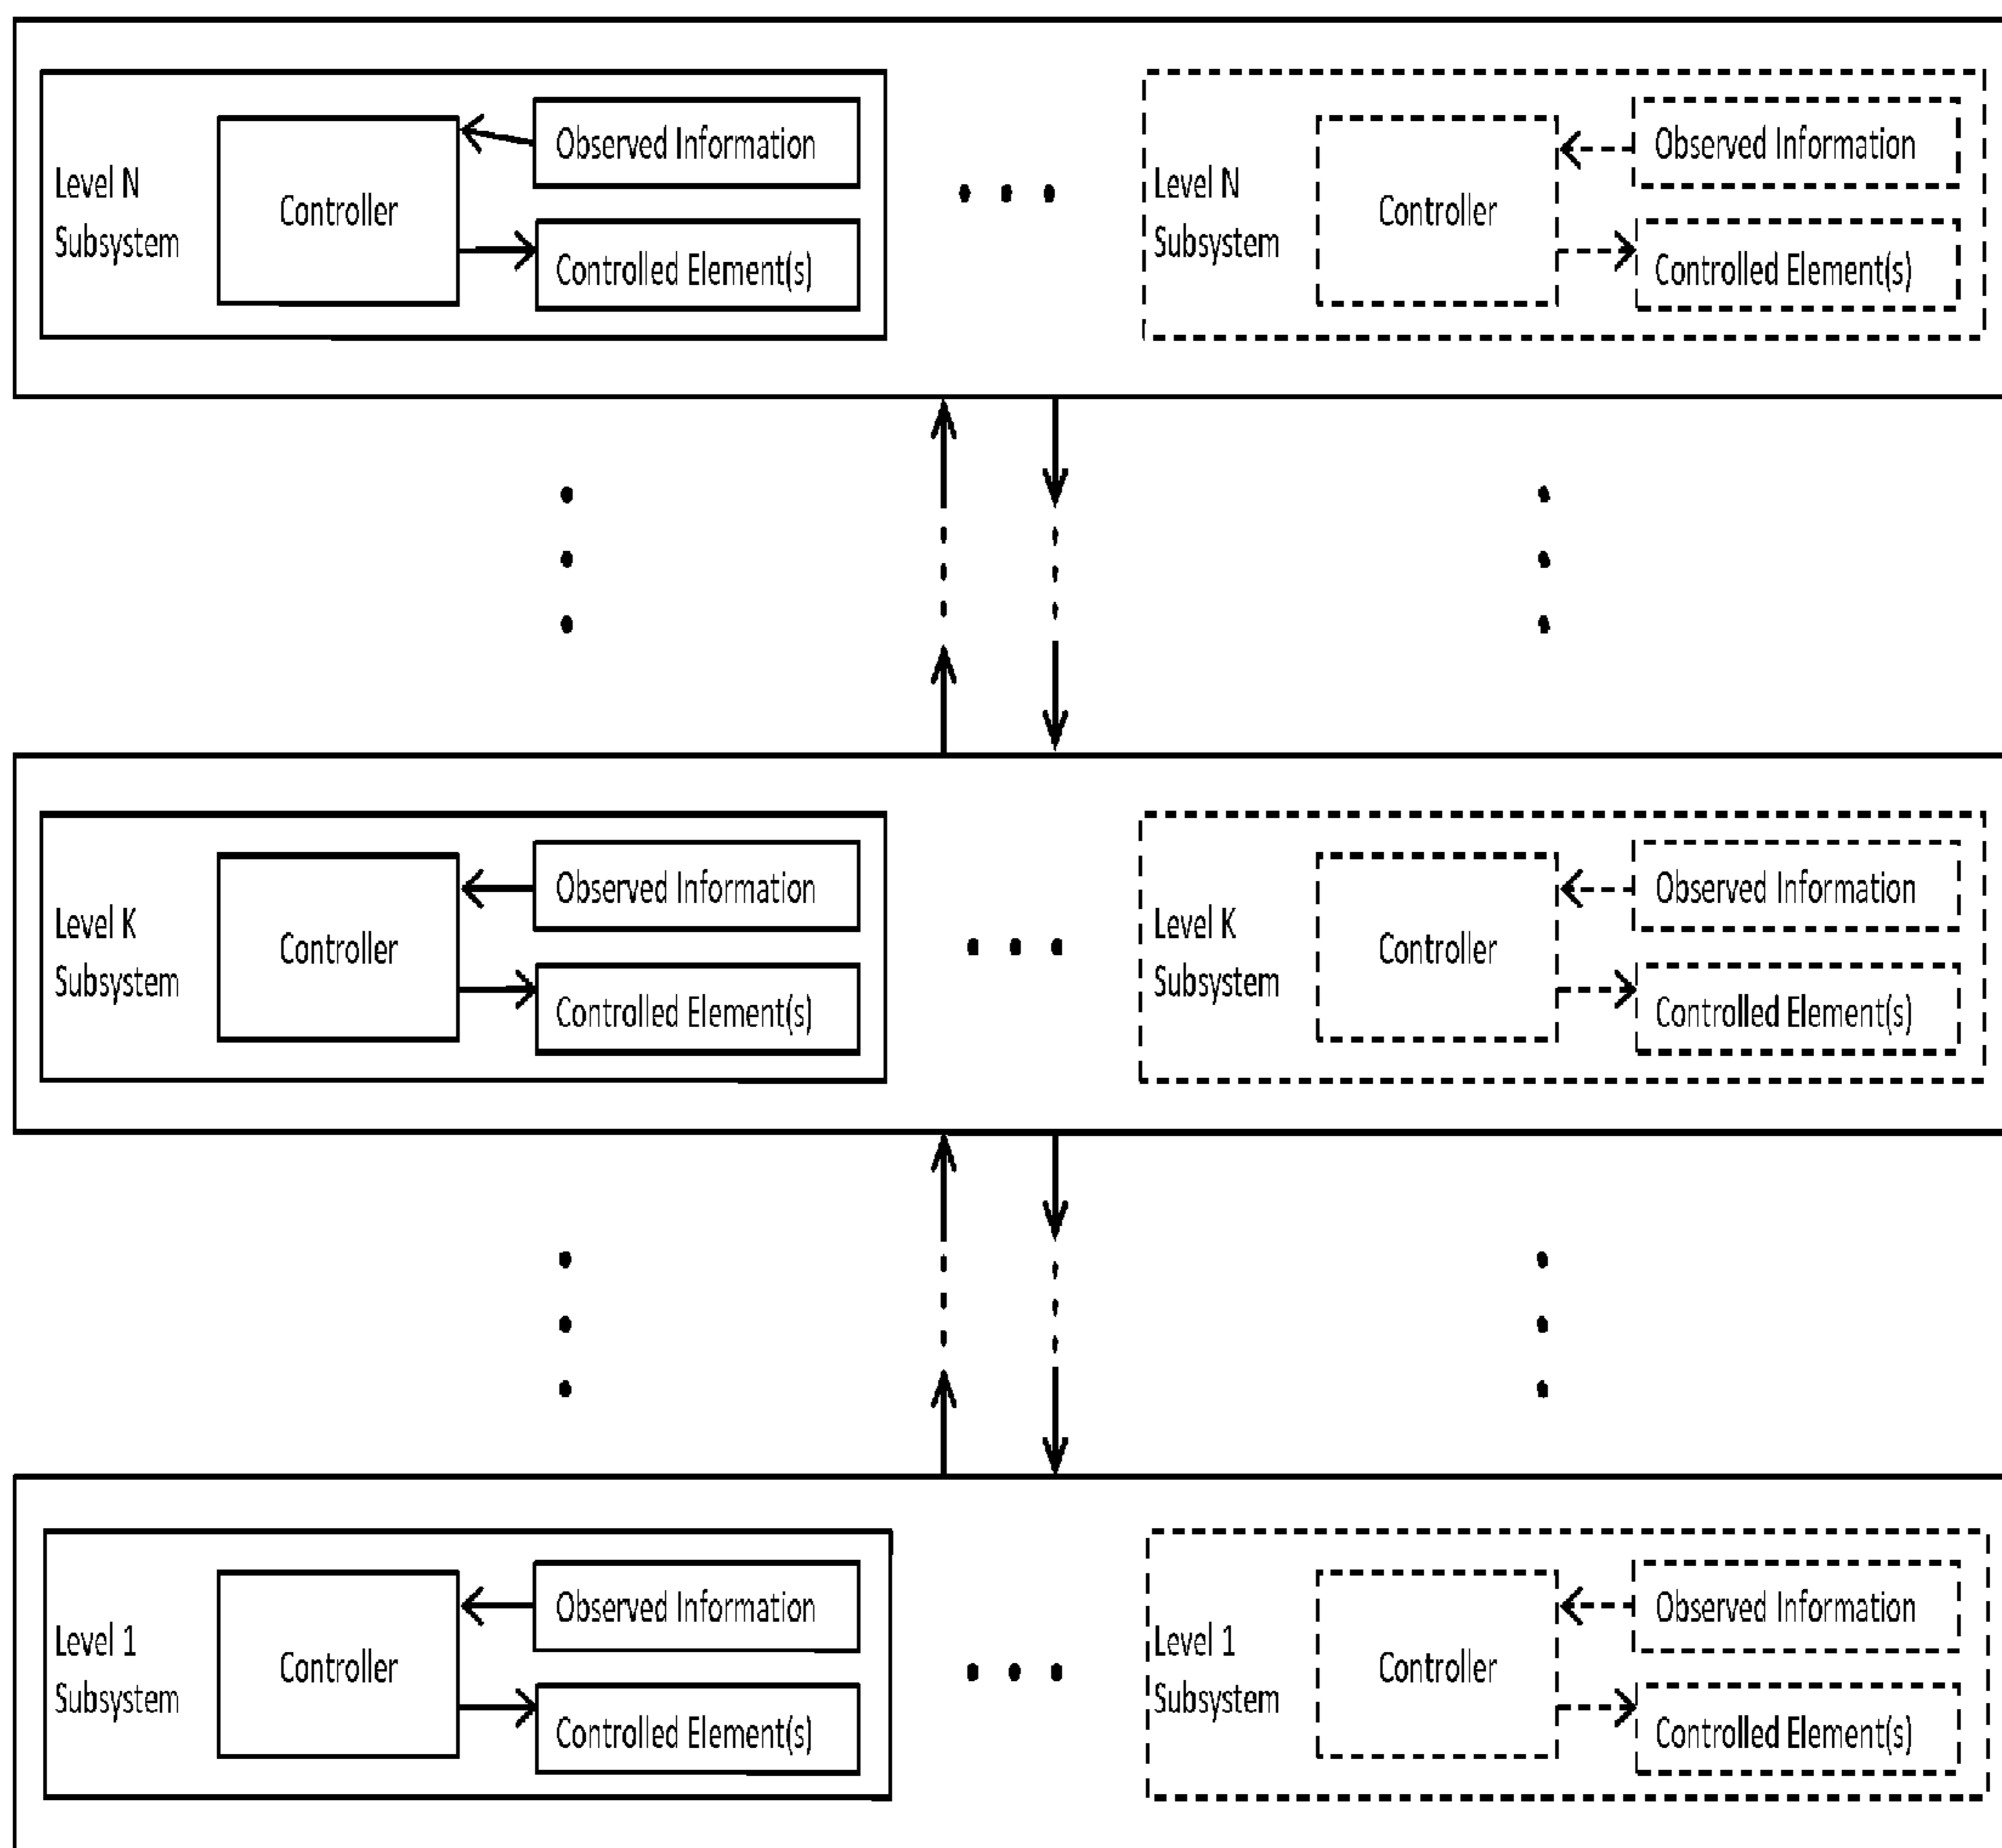 Level N
Subsystem
Controller
Observed Information
Controlled Element(s)
Level N
Subsystem
Controller
Observed Information
Controlled Element(s)
Level K
Subsystem
Controller
Observed Information
Controlled Element(s)
Level K
Subsystem
Controller
Observed Information
Controlled Element(s)
Level 1
Subsystem
Controller
Observed Information
Controlled Element(s)
Level 1
Subsystem
Controller
Observed Information
Controlled Element(s)